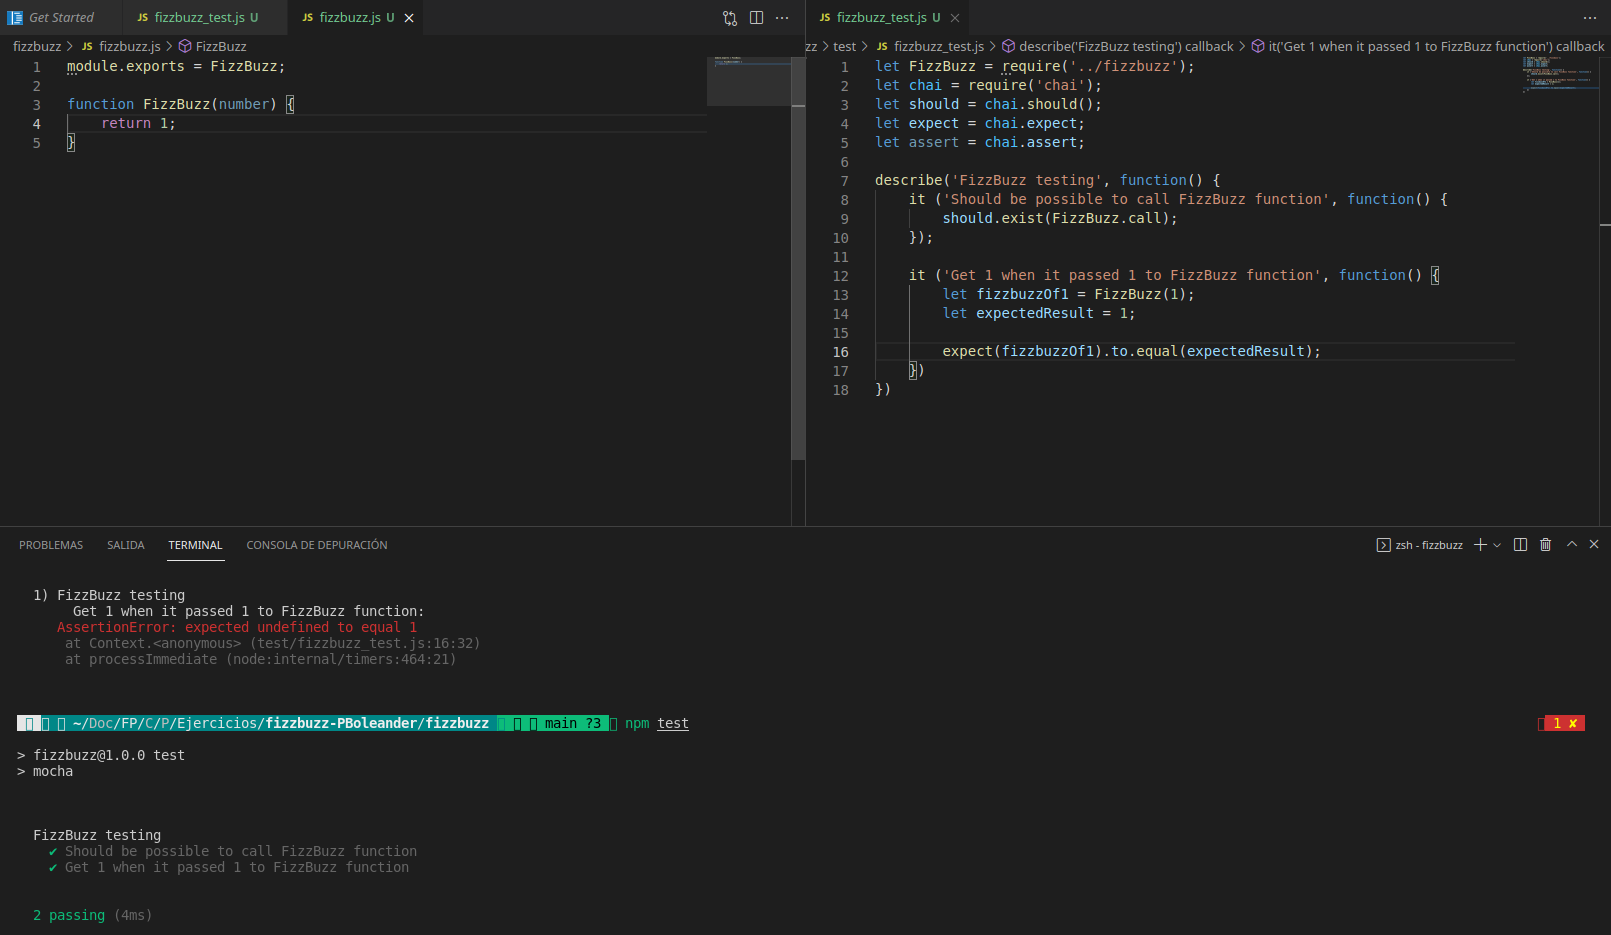 Get Started
JS fizzbuzz_test.js U
JS fizzbuzz.js U
fizzbuzz > JS fizzbuzz.js > FizzBuzz
1 module.exports = FizzBuzz;
2
3 function FizzBuzz(number) {
4 return 1;
5 }
JS fizzbuzz_test.js U
zz > test > JS fizzbuzz_test.js > describe('FizzBuzz testing') callback > it('Get 1 when it passed 1 to FizzBuzz function') callback
1 let FizzBuzz = require('../fizzbuzz');
2 let chai = require('chai');
3 let should = chai.should();
4 let expect = chai.expect;
5 let assert = chai.assert;
6
7 describe('FizzBuzz testing', function() {
8 it ('Should be possible to call FizzBuzz function', function() {
9 should.exist(FizzBuzz.call);
10 });
11
12 it ('Get 1 when it passed 1 to FizzBuzz function', function() {
13 let fizzbuzzOf1 = FizzBuzz(1);
14 let expectedResult = 1;
15
16 expect(fizzbuzzOf1).to.equal(expectedResult);
17 })
18 })
PROBLEMAS SALIDA TERMINAL CONSOLA DE DEPURACIÓN
zsh - fizzbuzz
1) FizzBuzz testing
Get 1 when it passed 1 to FizzBuzz function:
AssertionError: expected undefined to equal 1
at Context.<anonymous> (test/fizzbuzz_test.js:16:32)
at processImmediate (node:internal/timers:464:21)
~/Doc/FP/C/P/Ejercicios/fizzbuzz-PBoleander/fizzbuzz main ?3 npm test 1 ✘
> fizzbuzz@1.0.0 test
> mocha
FizzBuzz testing
✔ Should be possible to call FizzBuzz function
✔ Get 1 when it passed 1 to FizzBuzz function
2 passing (4ms)